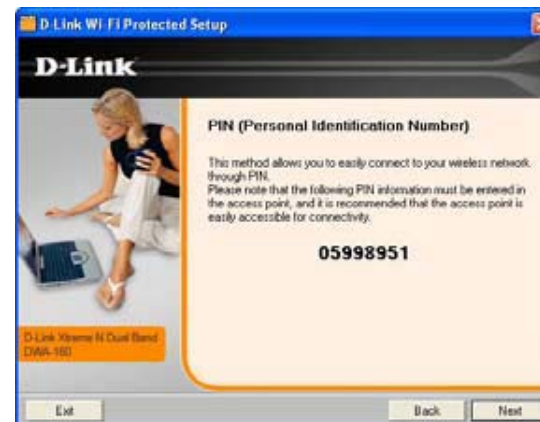 D-Link Wi-Fi Protected Setup
D-Link
PIN (Personal Identification Number)
This method allows you to easily connect to your wireless network
through PIN.
Please note that the following PIN information must be entered in
the access point, and it is recommended that the access point is
easily accessible for connectivity.
05998951
D-Link Xtreme N Dual Band
DWA-160
Exit
Back
Next